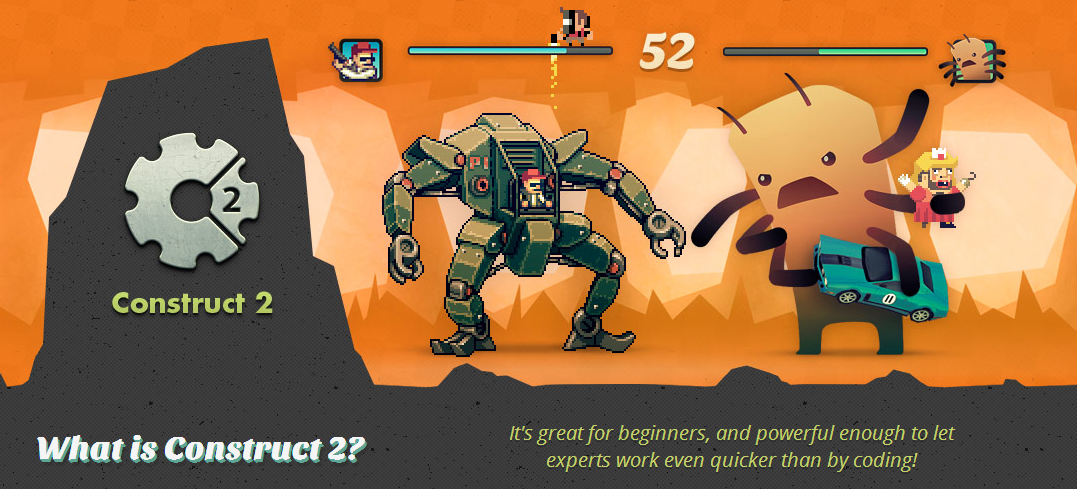 52
P1
2
Construct 2
What is Construct 2?
It's great for beginners, and powerful enough to let
experts work even quicker than by coding!